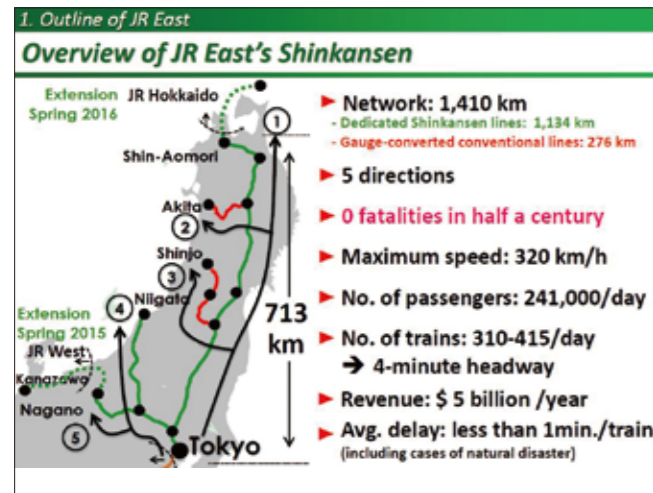 1. Outline of JR East
Overview of JR East's Shinkansen
Extension
Spring 2016
JR Hokkaido
1
Shin-Aomori
Akita
2
Shinjo
3
4
Niigata
Extension
Spring 2015
JR West
Kanazawa
Nagano
5
713
km
Tokyo
► Network: 1,410 km
- Dedicated Shinkansen lines: 1,134 km
- Gauge-converted conventional lines: 276 km
► 5 directions
► 0 fatalities in half a century
► Maximum speed: 320 km/h
► No. of passengers: 241,000/day
► No. of trains: 310-415/day
➔ 4-minute headway
► Revenue: $ 5 billion /year
► Avg. delay: less than 1min./train
(including cases of natural disaster)